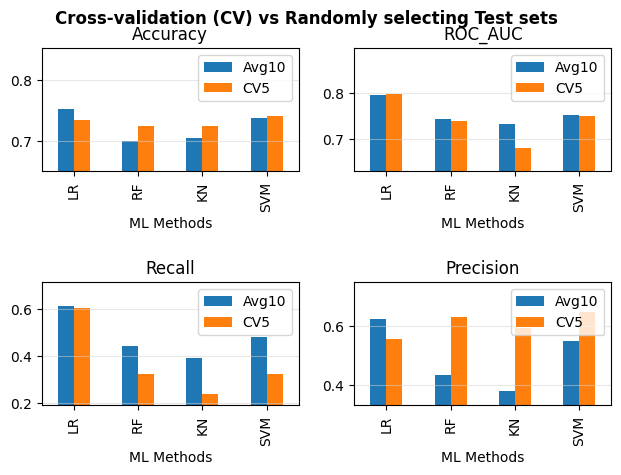 Cross-validation (CV) vs Randomly selecting Test sets
Accuracy
0.8
0.7
Avg10
CV5
LR
RF
KN
SVM
ML Methods
ROC_AUC
0.8
0.7
Avg10
CV5
LR
RF
KN
SVM
ML Methods
Recall
0.6
0.4
0.2
Avg10
CV5
LR
RF
KN
SVM
ML Methods
Precision
0.6
0.4
Avg10
CV5
LR
RF
KN
SVM
ML Methods